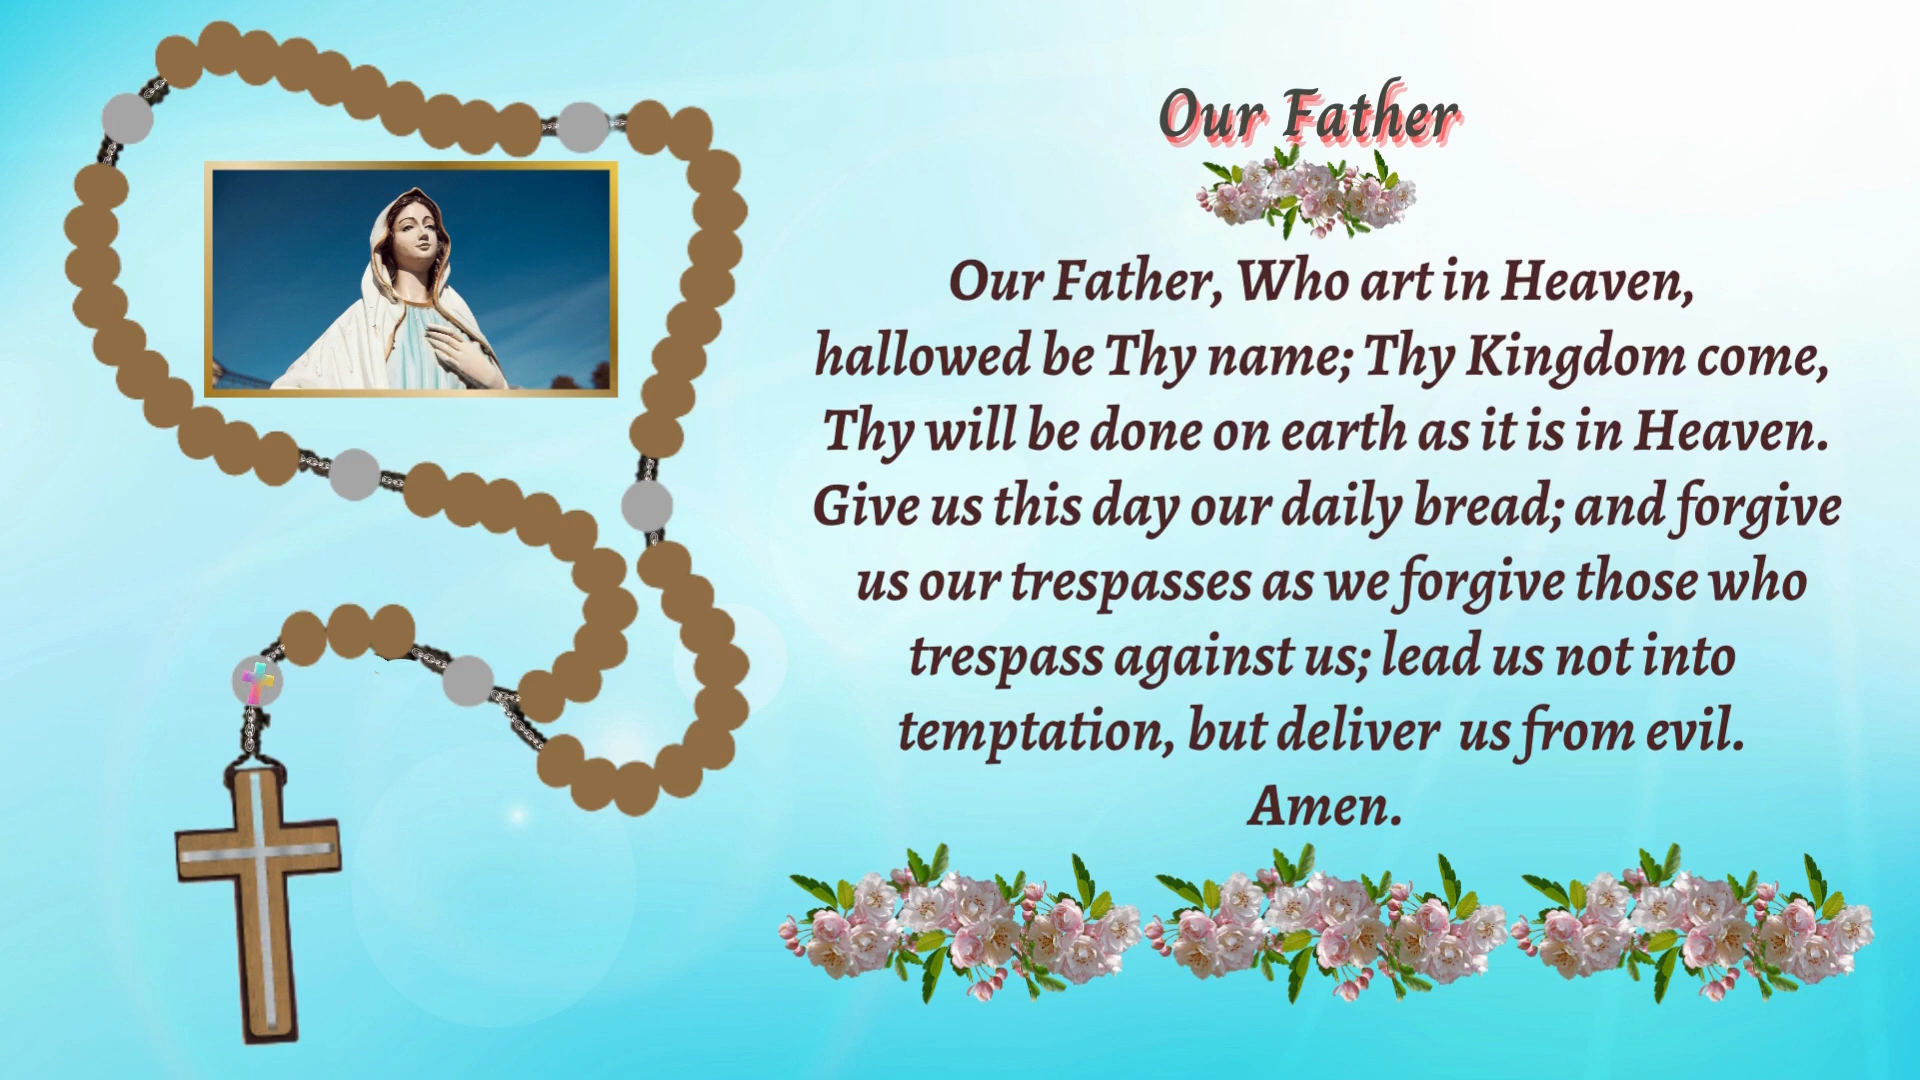 Our Father
Our Father, Who art in Heaven,
hallowed be Thy name; Thy Kingdom come,
Thy will be done on earth as it is in Heaven.
Give us this day our daily bread; and forgive
us our trespasses as we forgive those who
trespass against us; lead us not into
temptation, but deliver us from evil.
Amen.